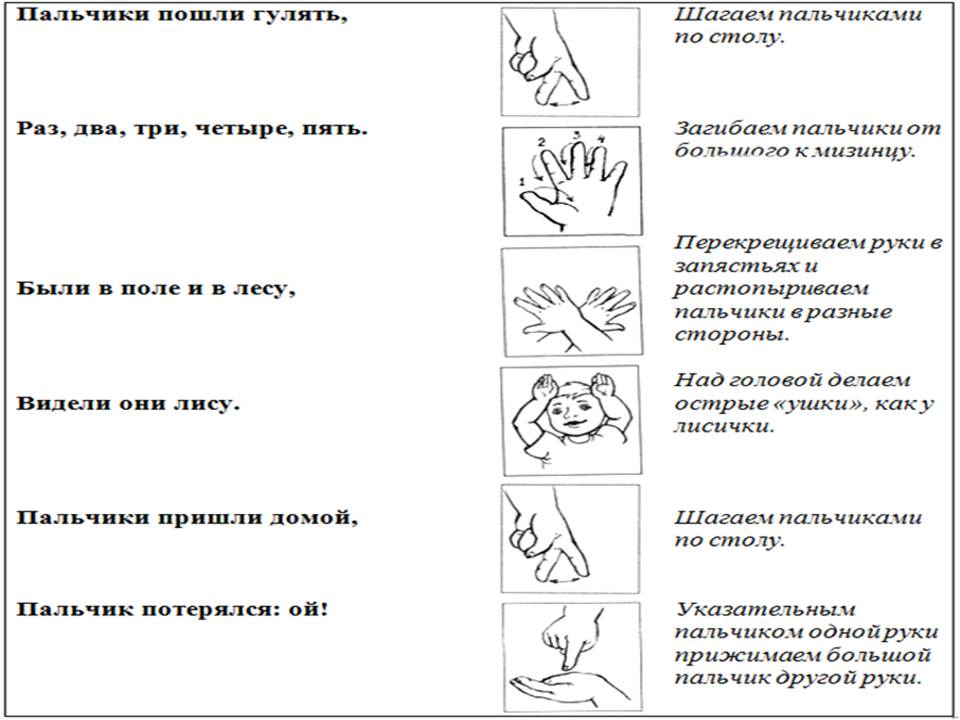 Пальчики пошли гулять,
Шагаем пальчиками
по столу.
Раз, два, три, четыре, пять.
1
2
3
4
Загибаем пальчики от
большого к мизинцу.
Были в поле и в лесу,
Перекрещиваем руки в
запястьях и
растопыриваем
пальчики в разные
стороны.
Видели они лису.
Над головой делаем
острые «ушки», как у
лисички.
Пальчики пришли домой,
Шагаем пальчиками
по столу.
Пальчик потерялся: ой!
Указательным
пальчиком одной руки
прижимаем большой
пальчик другой руки.